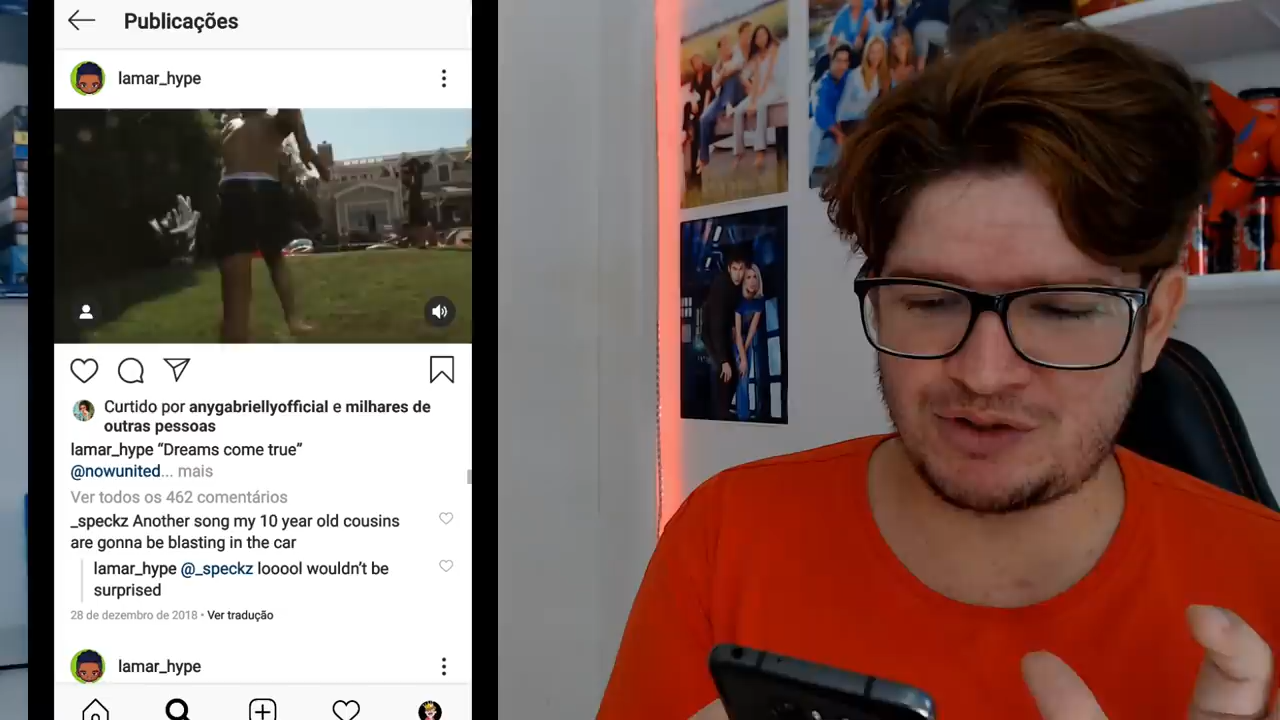 Publicações
lamar_hype
Curtido por anygabriellyofficial e milhares de
outras pessoas
lamar_hype “Dreams come true”
@nowunited... mais
Ver todos os 462 comentários
_speckz Another song my 10 year old cousins
are gonna be blasting in the car
lamar_hype @_speckz looool wouldn't be
surprised
28 de dezembro de 2018 • Ver tradução
lamar_hype